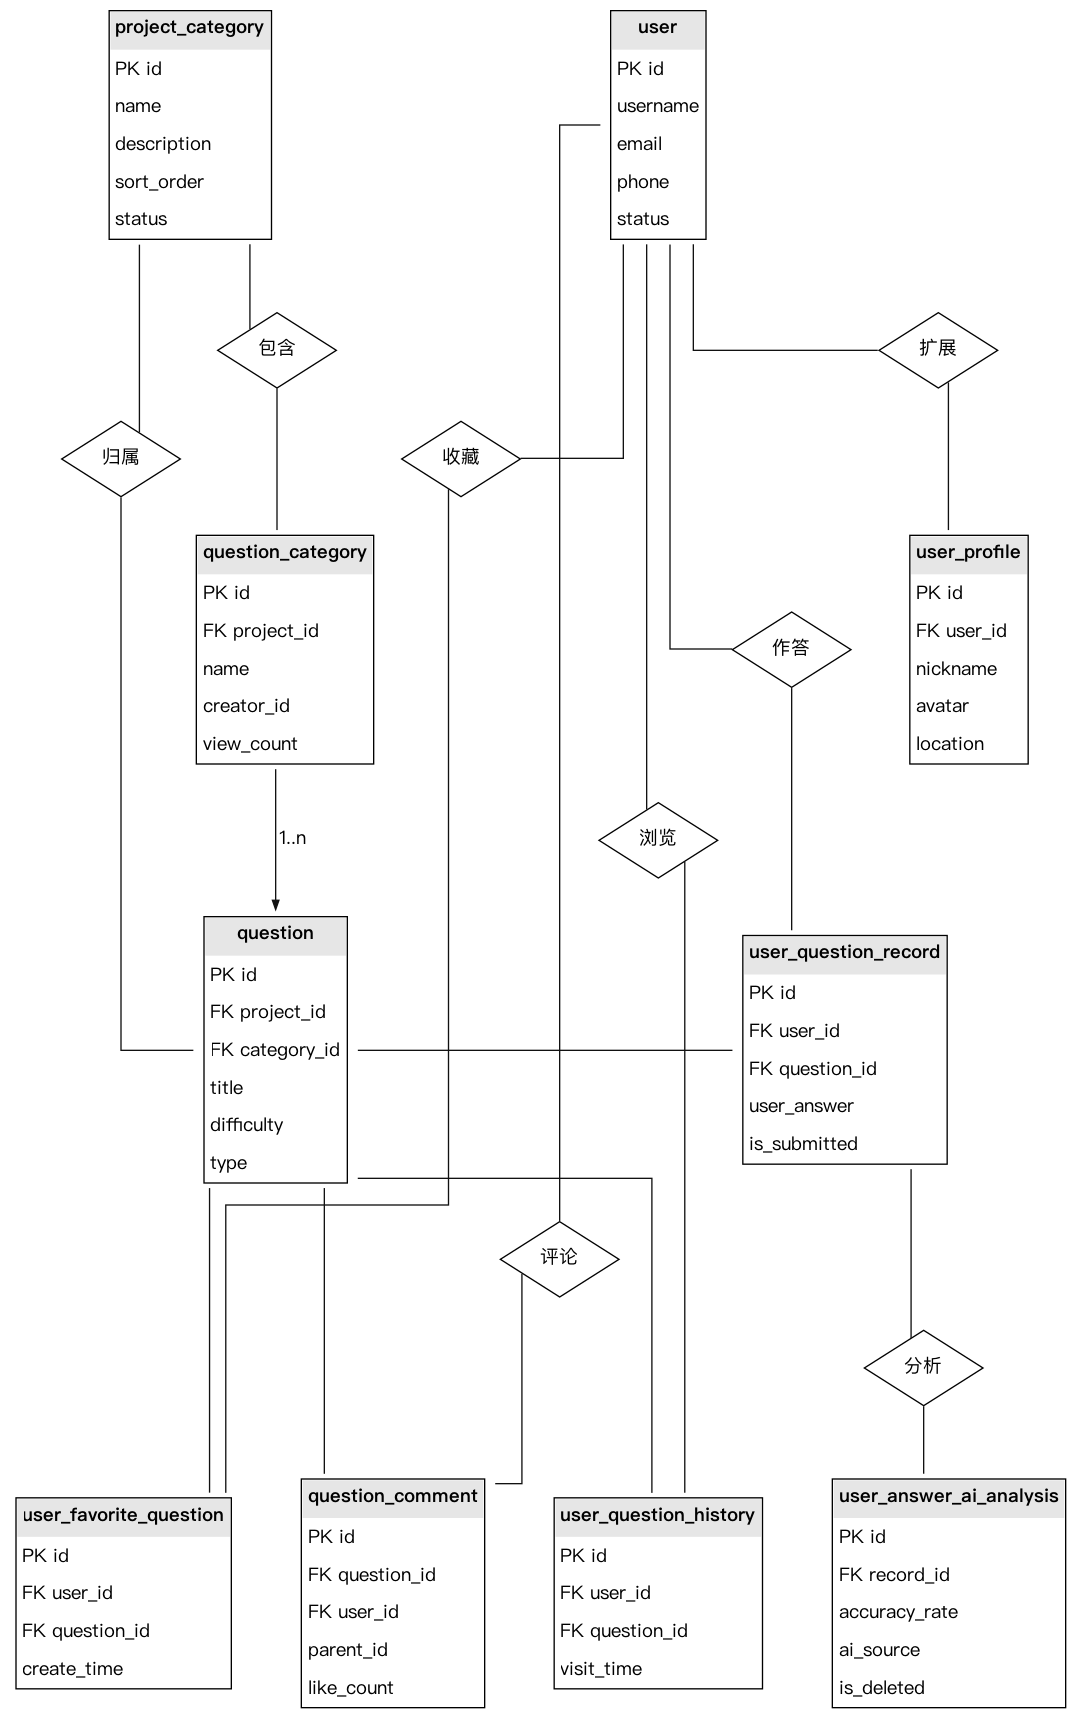 project_category
PK id
name
description
sort_order
status
user
PK id
username
email
phone
status
包含
扩展
归属
收藏
question_category
PK id
FK project_id
name
creator_id
view_count
user_profile
PK id
FK user_id
nickname
avatar
location
作答
浏览
1..n
question
PK id
FK project_id
FK category_id
title
difficulty
type
user_question_record
PK id
FK user_id
FK question_id
user_answer
is_submitted
评论
分析
user_favorite_question
PK id
FK user_id
FK question_id
create_time
question_comment
PK id
FK question_id
FK user_id
parent_id
like_count
user_question_history
PK id
FK user_id
FK question_id
visit_time
user_answer_ai_analysis
PK id
FK record_id
accuracy_rate
ai_source
is_deleted